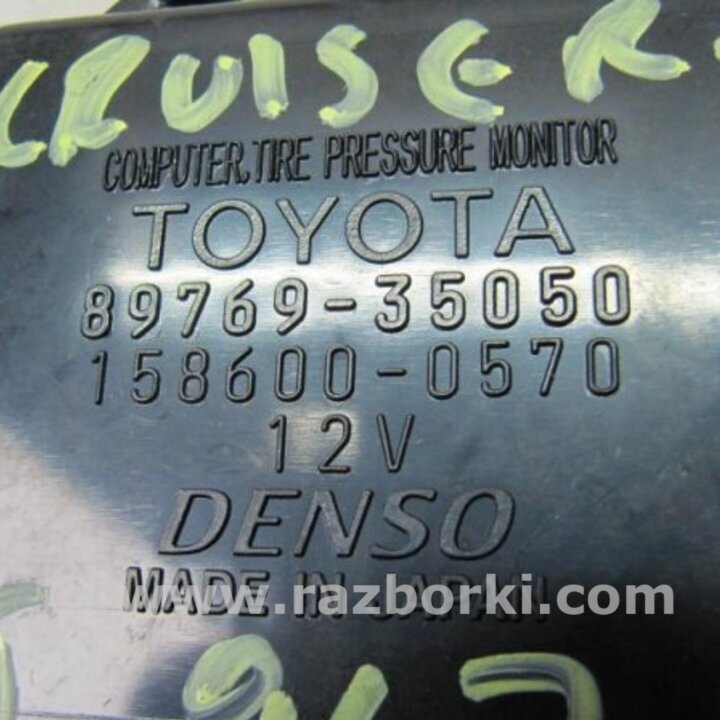 CRUISER
COMPUTER,TIRE PRESSURE MONITOR
TOYOTA
89769-35050
158600-0570
12V
DENSO
MADE IN JAPAN
www.razborki.com